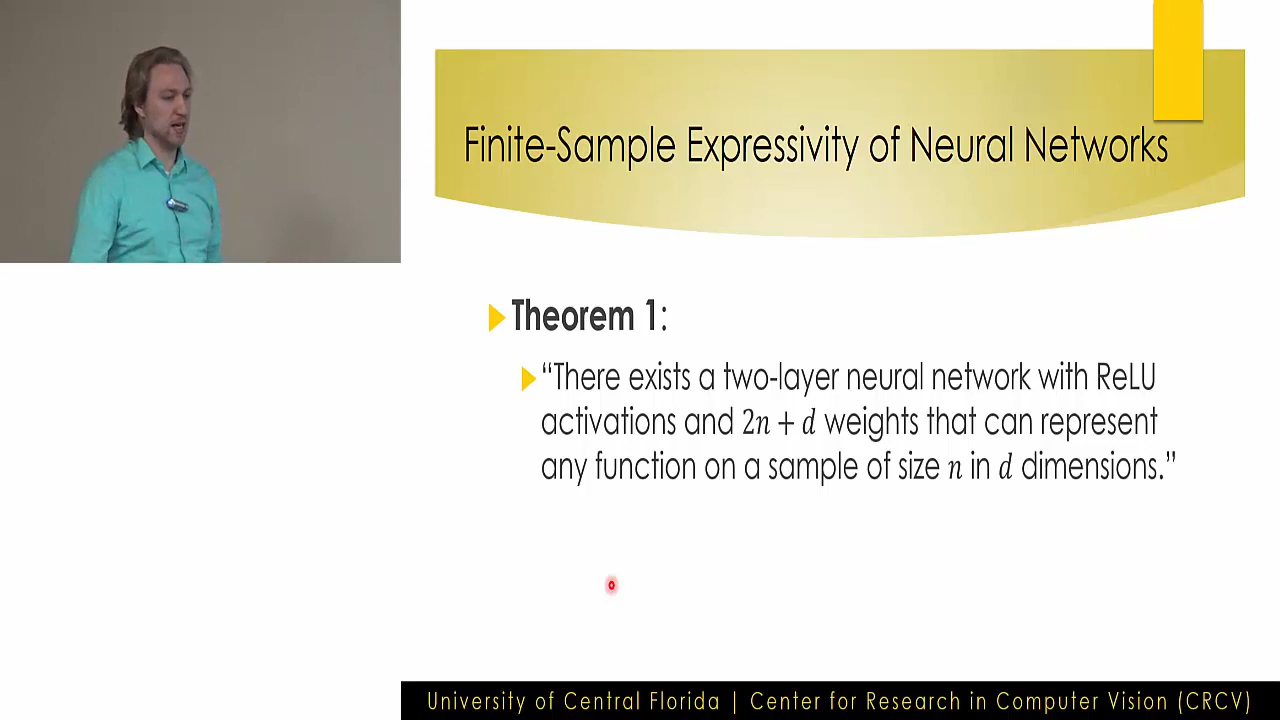 Finite-Sample Expressivity of Neural Networks
Theorem 1:
“There exists a two-layer neural network with ReLU
activations and 2n + d weights that can represent
any function on a sample of size n in d dimensions.”
University of Central Florida | Center for Research in Computer Vision (CRCV)